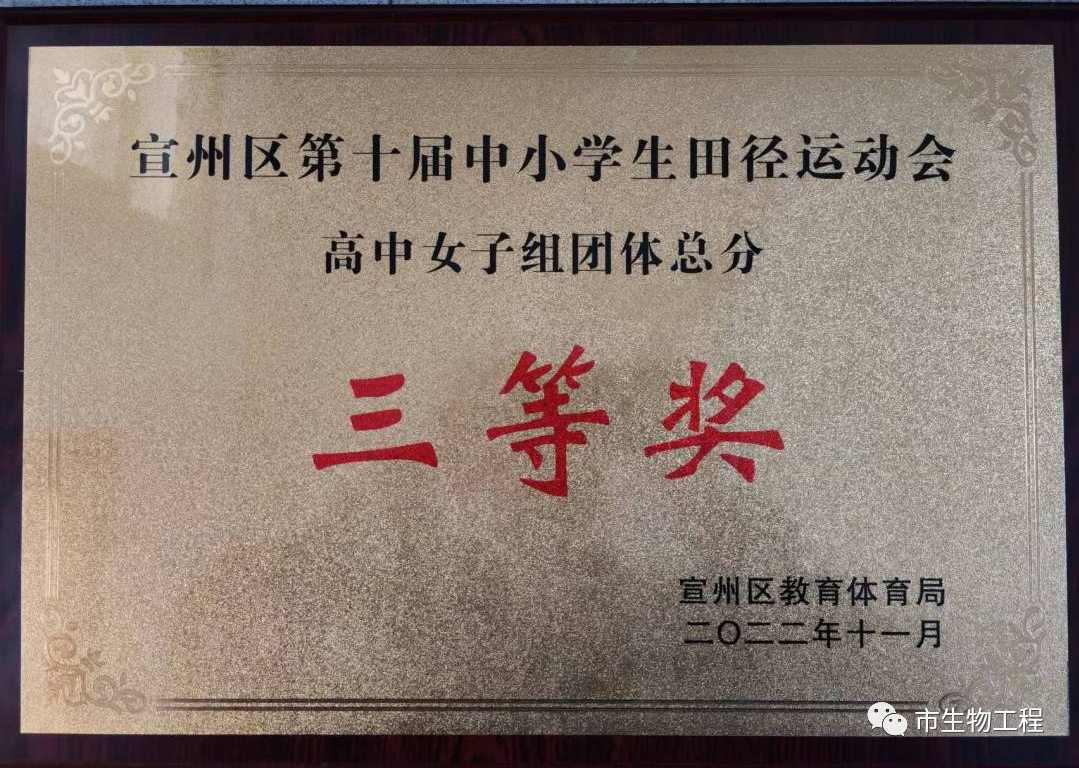 宣州区第十届中小学生田径运动会
高中女子组团体总分
三等奖
宣州区教育体育局
二〇二二年十一月
市生物工程